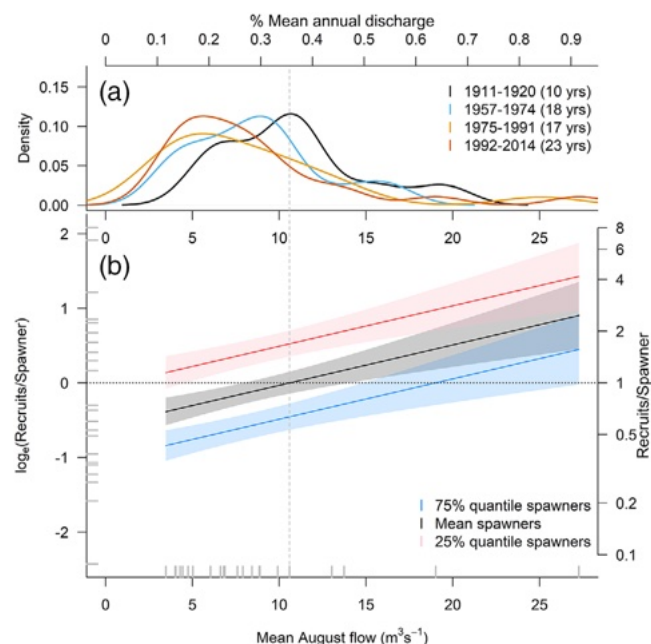 % Mean annual discharge
0 0.1 0.2 0.3 0.4 0.5 0.6 0.7 0.8 0.9
(a)
0.15
0.10
0.05
0.00
Density
1911-1920 (10 yrs)
1957-1974 (18 yrs)
1975-1991 (17 yrs)
1992-2014 (23 yrs)
0 5 10 15 20 25
(b)
2
1
0
-1
-2
logₑ(Recruits/Spawner)
8
6
4
2
1
0.5
0.2
0.1
Recruits/Spawner
75% quantile spawners
Mean spawners
25% quantile spawners
0 5 10 15 20 25
Mean August flow (m³s⁻¹)